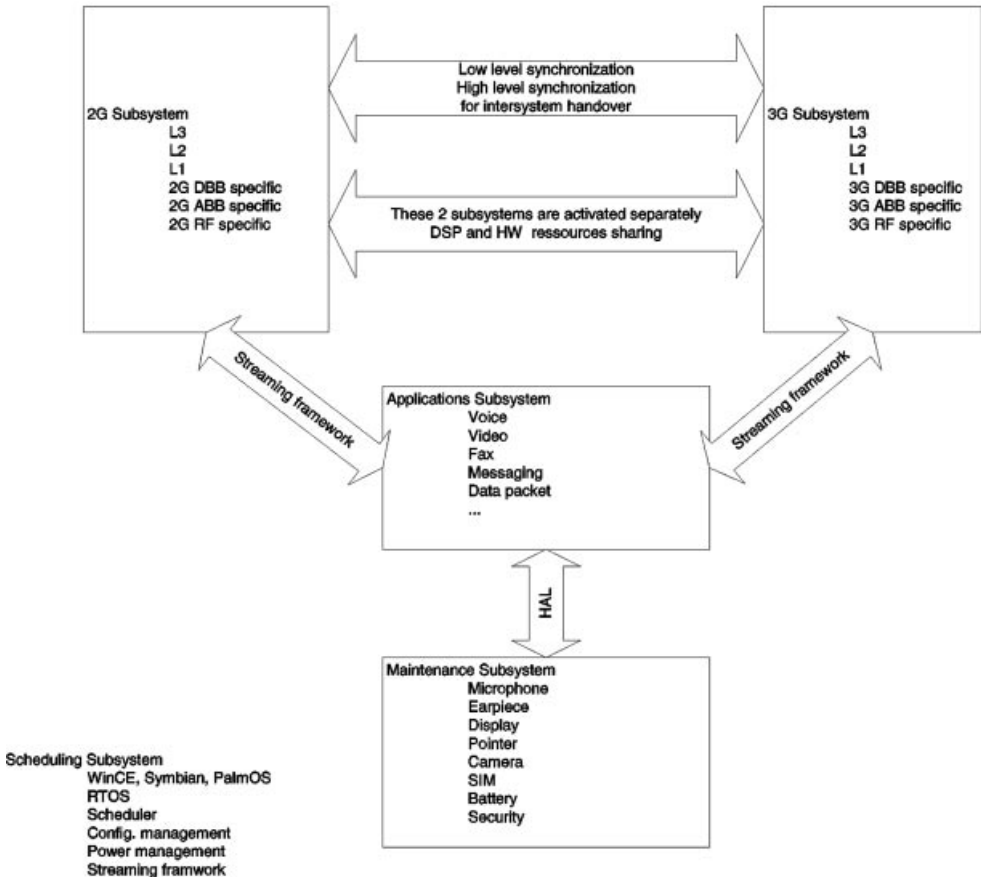 Low level synchronization
High level synchronization
for intersystem handover
2G Subsystem
L3
L2
L1
2G DBB specific
2G ABB specific
2G RF specific
3G Subsystem
L3
L2
L1
3G DBB specific
3G ABB specific
3G RF specific
These 2 subsystems are activated separately
DSP and HW ressources sharing
Streaming framework
Streaming framework
Applications Subsystem
Voice
Video
Fax
Messaging
Data packet
...
HAL
Maintenance Subsystem
Microphone
Earpiece
Display
Pointer
Camera
SIM
Battery
Security
Scheduling Subsystem
WinCE, Symbian, PalmOS
RTOS
Scheduler
Config. management
Power management
Streaming framwork